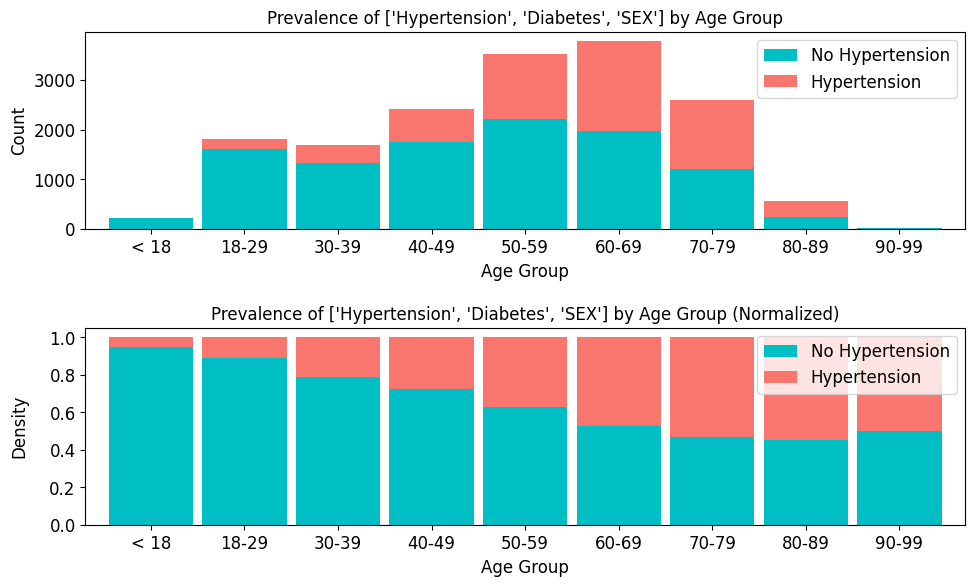 Prevalence of ['Hypertension', 'Diabetes', 'SEX'] by Age Group
No Hypertension
Hypertension
Count
3000
2000
1000
0
< 18 18-29 30-39 40-49 50-59 60-69 70-79 80-89 90-99
Age Group
Prevalence of ['Hypertension', 'Diabetes', 'SEX'] by Age Group (Normalized)
No Hypertension
Hypertension
Density
1.0
0.8
0.6
0.4
0.2
0.0
< 18 18-29 30-39 40-49 50-59 60-69 70-79 80-89 90-99
Age Group